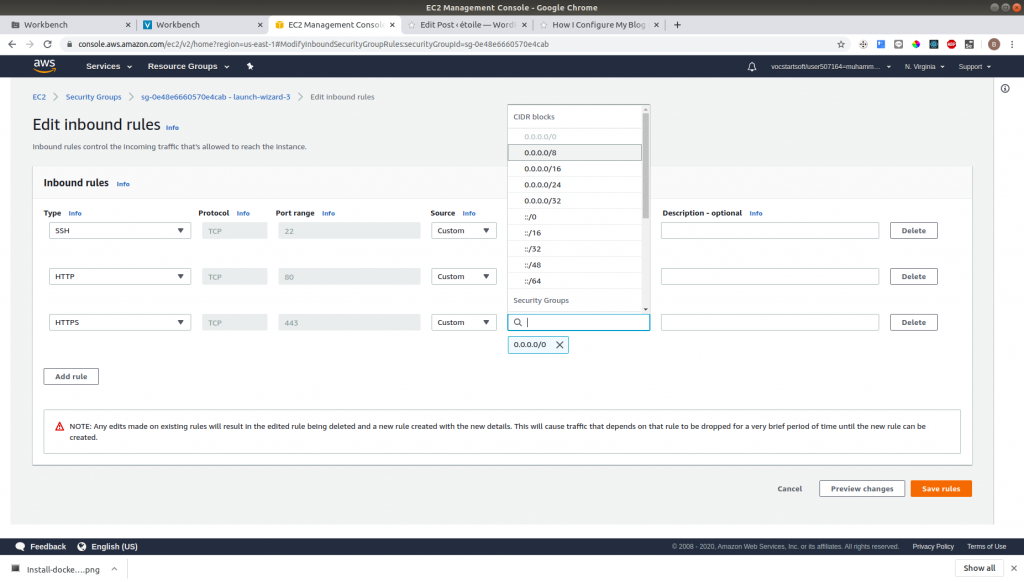 EC2 Management Console - Google Chrome
Workbench
Workbench
EC2 Management Console
Edit Post ‹ étoile — Word
How I Configure My Blog
console.aws.amazon.com/ec2/v2/home?region=us-east-1#ModifyInboundSecurityGroupRules:securityGroupId=sg-0e48e6660570e4cab
aws
Services
Resource Groups
vocstartsoft/user507164=muhamm...
N. Virginia
Support
EC2 > Security Groups > sg-0e48e6660570e4cab - launch-wizard-3 > Edit inbound rules
Edit inbound rules Info
Inbound rules control the incoming traffic that's allowed to reach the instance.
Inbound rules Info
Type Info
Protocol Info
Port range Info
Source Info
Description - optional Info
SSH
TCP
22
Custom
Delete
HTTP
TCP
80
Custom
Delete
HTTPS
TCP
443
Custom
Delete
CIDR blocks
0.0.0.0/0
0.0.0.0/8
0.0.0.0/16
0.0.0.0/24
0.0.0.0/32
::/0
::/16
::/32
::/48
::/64
Security Groups
0.0.0.0/0
Add rule
NOTE: Any edits made on existing rules will result in the edited rule being deleted and a new rule created with the new details. This will cause traffic that depends on that rule to be dropped for a very brief period of time until the new rule can be
created.
Cancel
Preview changes
Save rules
Feedback
English (US)
© 2008 - 2020, Amazon Web Services, Inc. or its affiliates. All rights reserved.
Privacy Policy
Terms of Use
Install-docke....png
Show all